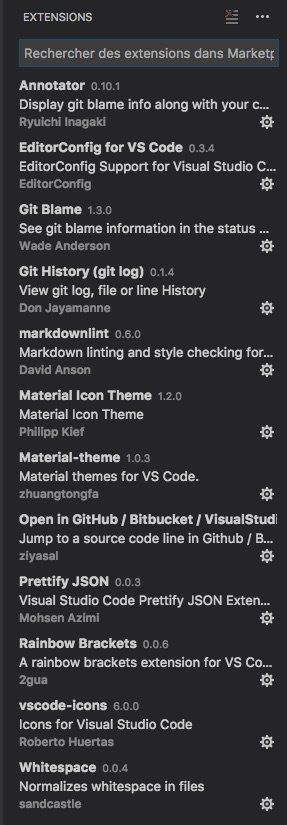 EXTENSIONS
Rechercher des extensions dans Marketp
Annotator 0.10.1
Display git blame info along with your c...
Ryuichi Inagaki
EditorConfig for VS Code 0.3.4
EditorConfig Support for Visual Studio C...
EditorConfig
Git Blame 1.3.0
See git blame information in the status ...
Wade Anderson
Git History (git log) 0.1.4
View git log, file or line History
Don Jayamanne
markdownlint 0.6.0
Markdown linting and style checking for...
David Anson
Material Icon Theme 1.2.0
Material Icon Theme
Philipp Kief
Material-theme 1.0.3
Material themes for VS Code.
zhuangtongfa
Open in GitHub / Bitbucket / VisualStudi
Jump to a source code line in Github / B...
ziyasal
Prettify JSON 0.0.3
Visual Studio Code Prettify JSON Exten...
Mohsen Azimi
Rainbow Brackets 0.0.6
A rainbow brackets extension for VS Co...
2gua
vscode-icons 6.0.0
Icons for Visual Studio Code
Roberto Huertas
Whitespace 0.0.4
Normalizes whitespace in files
sandcastle